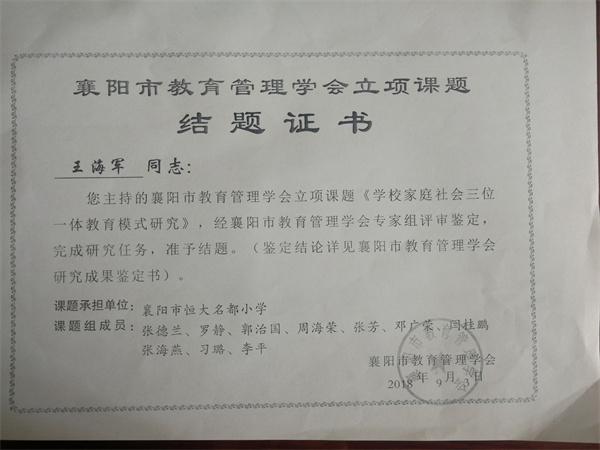 襄阳市教育管理学会立项课题
结题证书
王海军 同志：
您主持的襄阳市教育管理学会立项课题《学校家庭社会三位
一体教育模式研究》，经襄阳市教育管理学会专家组评审鉴定，
完成研究任务，准予结题。（鉴定结论详见襄阳市教育管理学会
研究成果鉴定书）。
课题承担单位：襄阳市恒大名都小学
课题组成员：张德兰、罗静、郭治国、周海荣、张芳、邓广荣、闫桂鹏
张海燕、习璐、李平
襄阳市教育管理学会
2018年9月3日